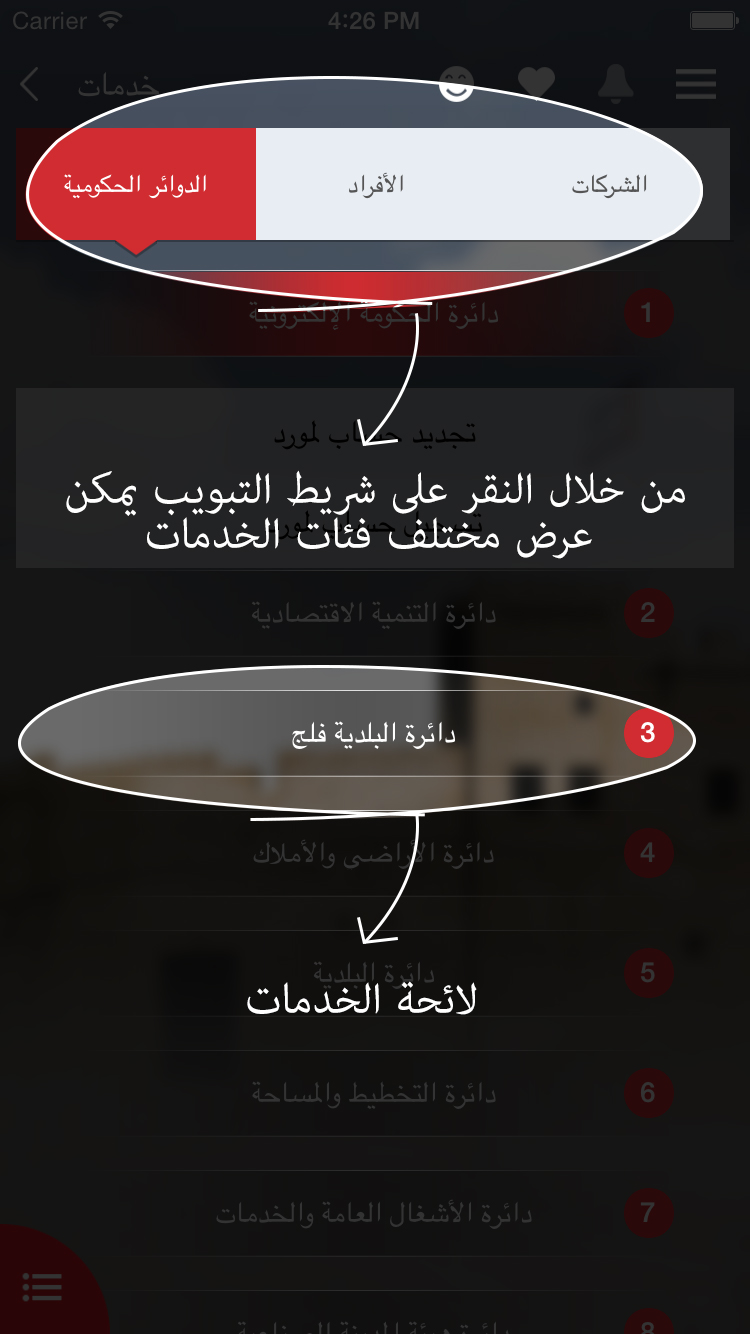 Carrier 4:26 PM
خدمات
الشركات
الأفراد
الدوائر الحكومية
دائرة الحكومة الإلكترونية 1
تجديد حساب لمورد
من خلال النقر على شريط التبويب يمكن
عرض مختلف فئات الخدمات
دائرة التنمية الاقتصادية 2
دائرة البلدية فلج 3
دائرة الأراضي والأملاك 4
دائرة البلدية 5
لائحة الخدمات
دائرة التخطيط والمساحة 6
دائرة الأشغال العامة والخدمات 7
8